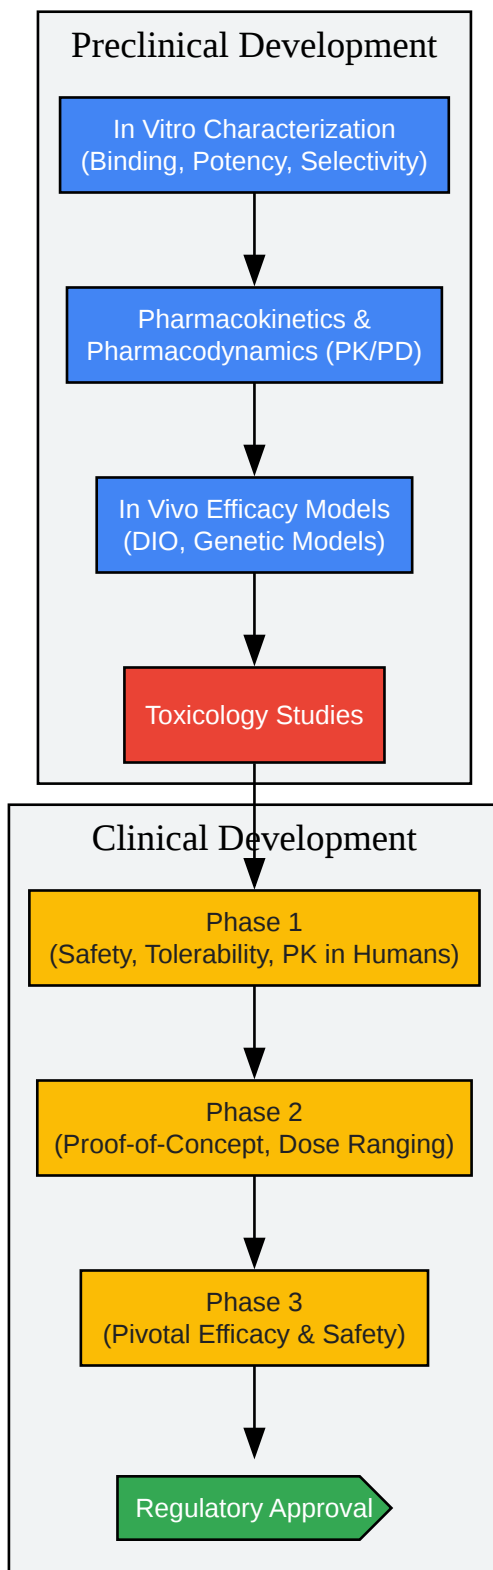 Preclinical Development
In Vitro Characterization
(Binding, Potency, Selectivity)
Pharmacokinetics &
Pharmacodynamics (PK/PD)
In Vivo Efficacy Models
(DIO, Genetic Models)
Toxicology Studies
Clinical Development
Phase 1
(Safety, Tolerability, PK in Humans)
Phase 2
(Proof-of-Concept, Dose Ranging)
Phase 3
(Pivotal Efficacy & Safety)
Regulatory Approval